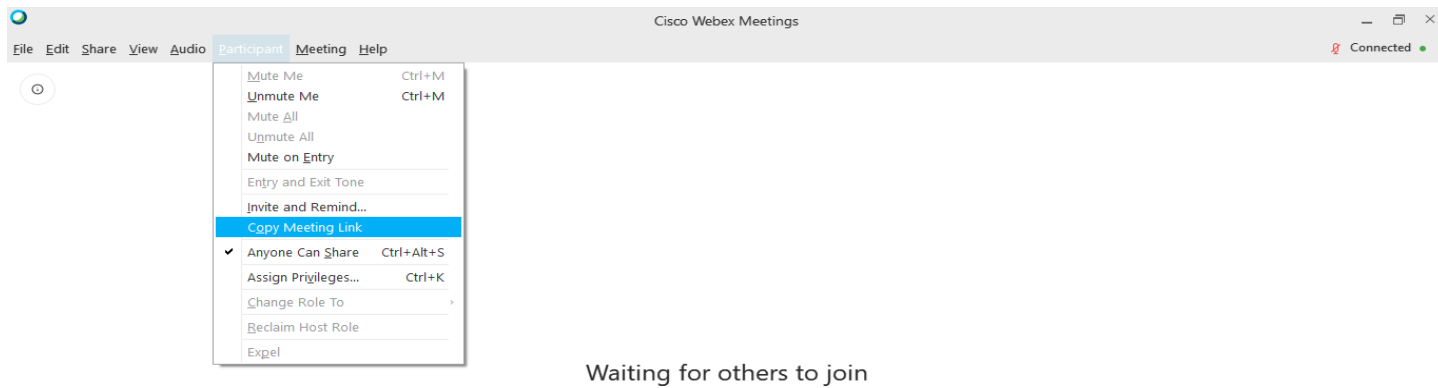 Cisco Webex Meetings
File Edit Share View Audio Participant Meeting Help
Connected
Mute Me Ctrl+M
Unmute Me Ctrl+M
Mute All
Unmute All
Mute on Entry
Entry and Exit Tone
Invite and Remind...
Copy Meeting Link
Anyone Can Share Ctrl+Alt+S
Assign Privileges... Ctrl+K
Change Role To
Reclaim Host Role
Expel
Waiting for others to join